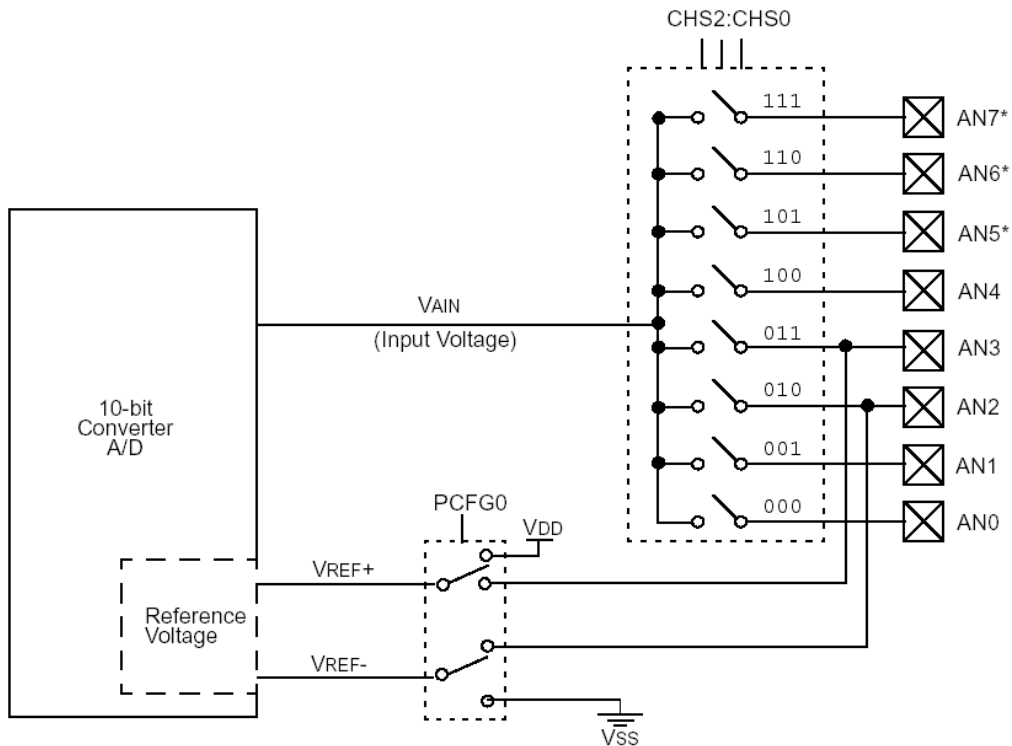 CHS2:CHS0
111
AN7*
110
AN6*
101
AN5*
100
AN4
VAIN
(Input Voltage)
011
AN3
10-bit
Converter
A/D
010
AN2
001
AN1
PCFG0
000
AN0
VDD
VREF+
Reference
Voltage
VREF-
VSS